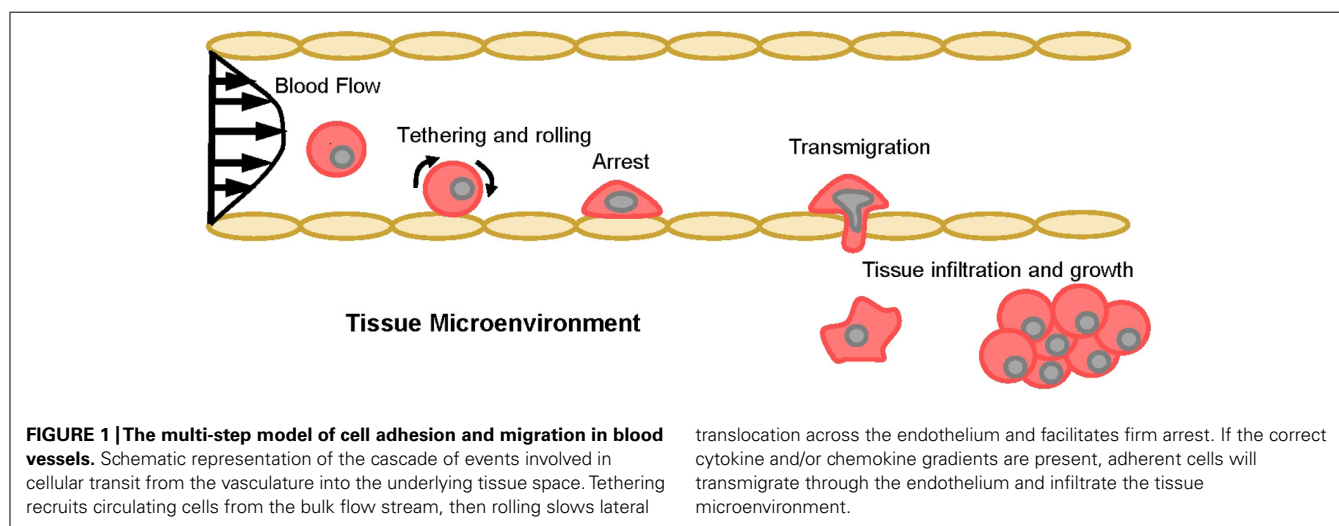 Blood Flow
Tethering and rolling
Arrest
Transmigration
Tissue infiltration and growth
Tissue Microenvironment
FIGURE 1 | The multi-step model of cell adhesion and migration in blood
vessels. Schematic representation of the cascade of events involved in
cellular transit from the vasculature into the underlying tissue space. Tethering
recruits circulating cells from the bulk flow stream, then rolling slows lateral
translocation across the endothelium and facilitates firm arrest. If the correct
cytokine and/or chemokine gradients are present, adherent cells will
transmigrate through the endothelium and infiltrate the tissue
microenvironment.